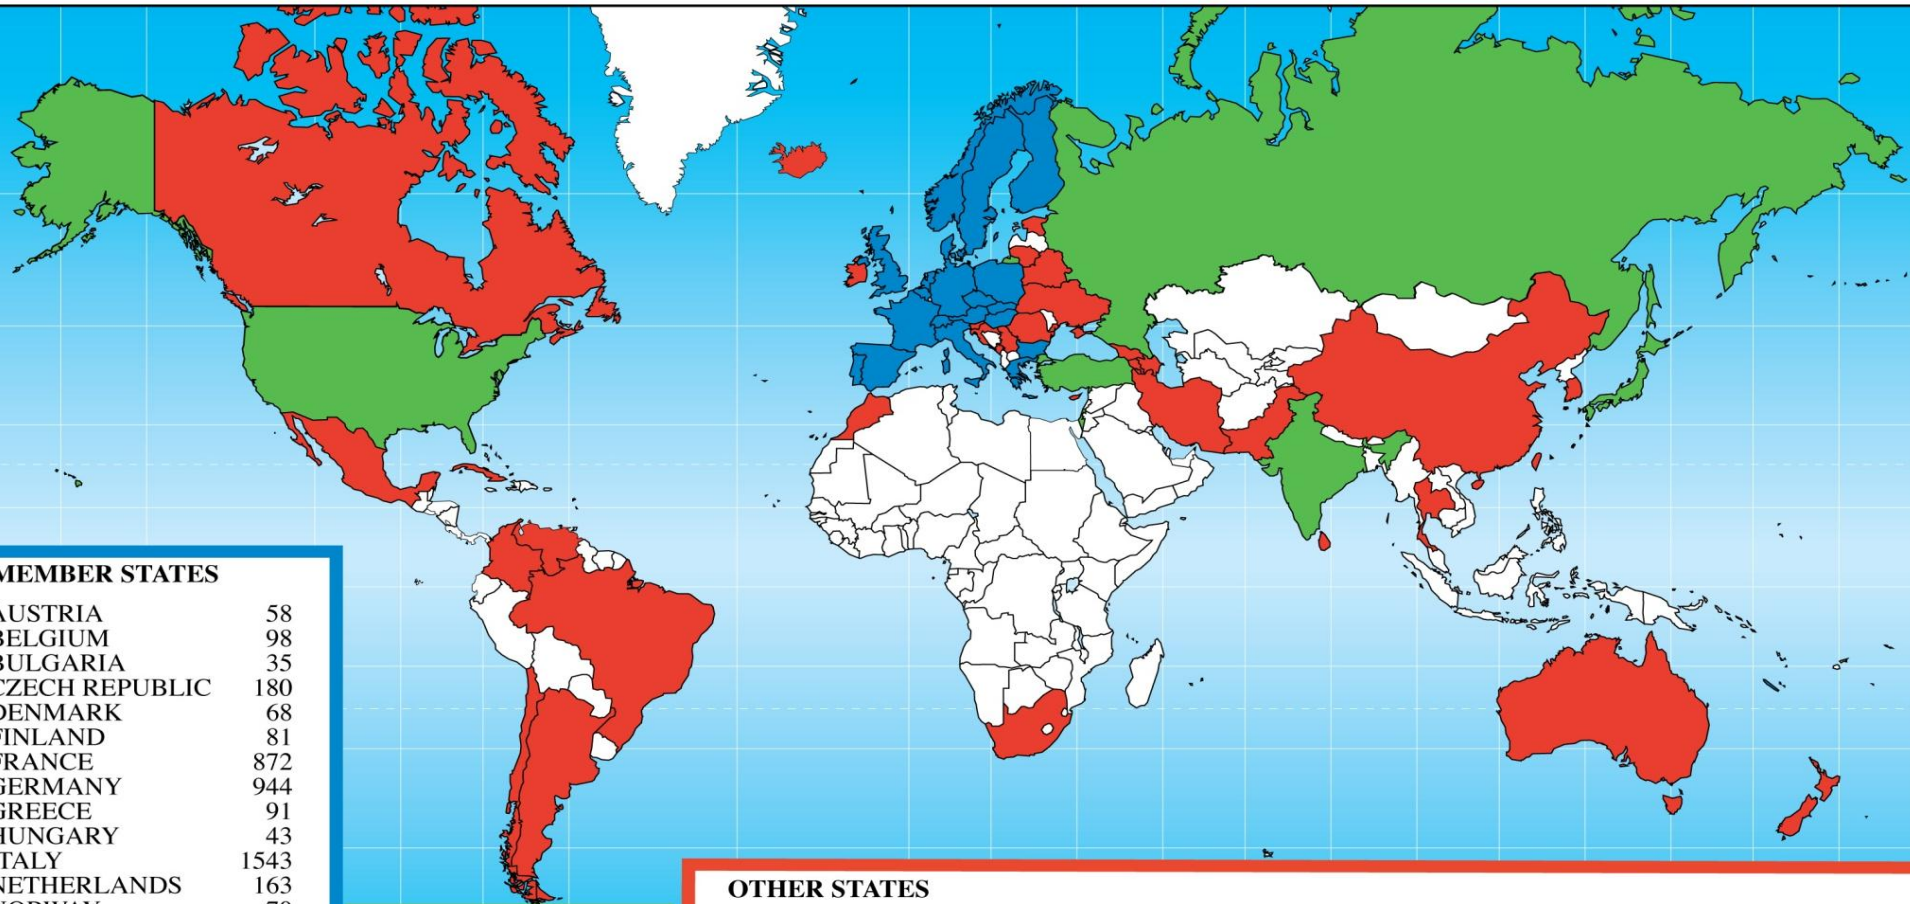 MEMBER STATES
AUSTRIA 58
BELGIUM 98
BULGARIA 35
CZECH REPUBLIC 180
DENMARK 68
FINLAND 81
FRANCE 872
GERMANY 944
GREECE 91
HUNGARY 43
ITALY 1543
NETHERLANDS 163
OTHER STATES